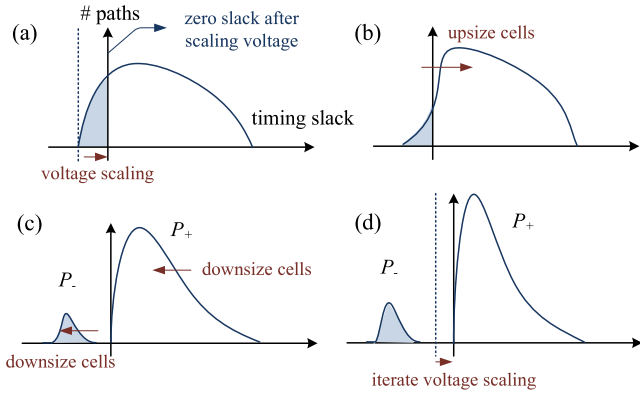 (a)
# paths
zero slack after
scaling voltage
timing slack
voltage scaling
(b)
upsize cells
(c)
P+
P-
downsize cells
downsize cells
(d)
P+
P-
iterate voltage scaling